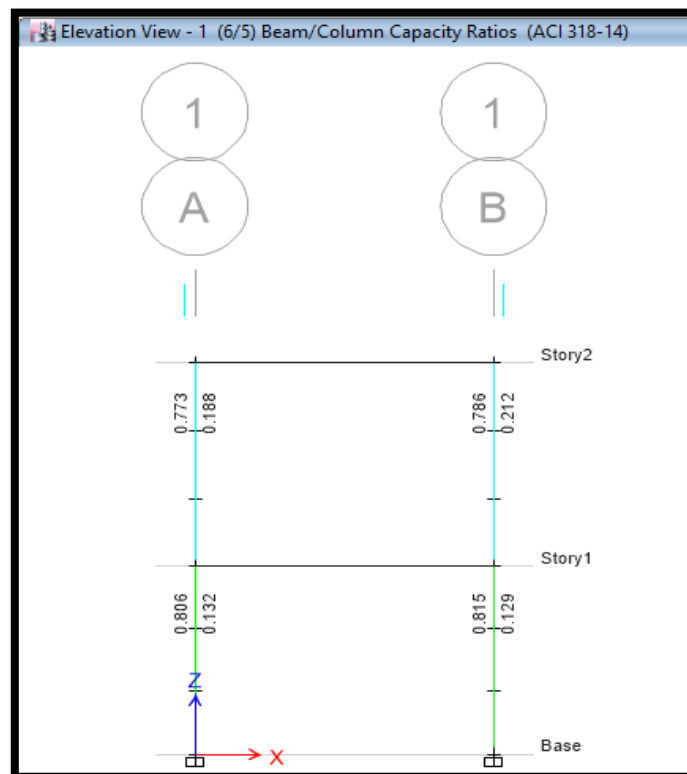 Elevation View - 1 (6/5) Beam/Column Capacity Ratios (ACI 318-14)
1 1
A B
Story2
0.773 0.188 0.786 0.212
Story1
0.806 0.132 0.815 0.129
Z
X
Base